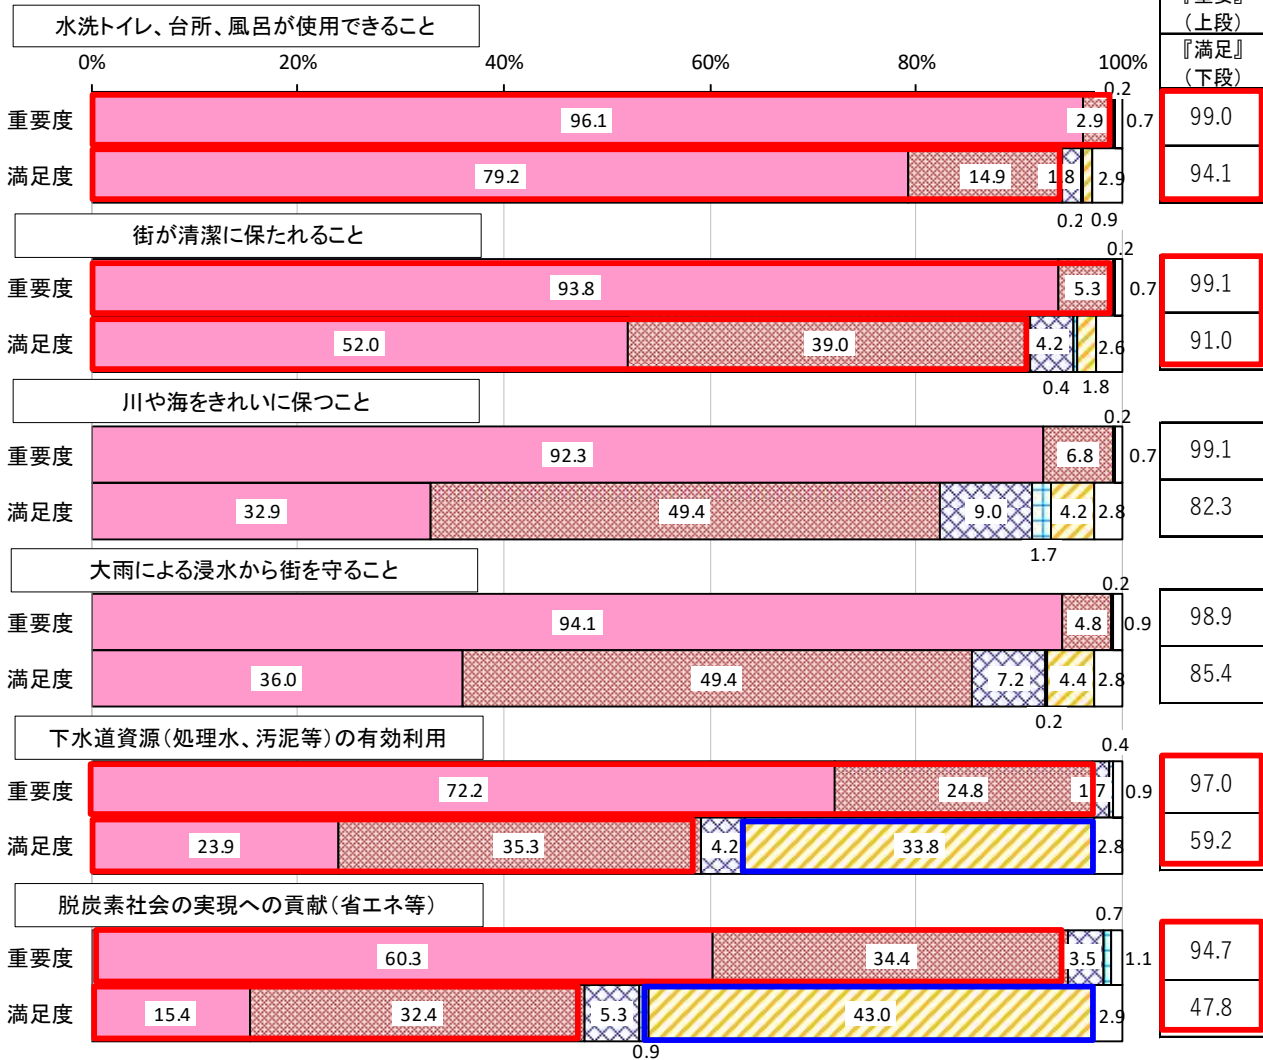 『重要』
（上段）
水洗トイレ、台所、風呂が使用できること
『満足』
（下段）
0% 20% 40% 60% 80% 100%
0.2
重要度 96.1 2.9 0.7 99.0
満足度 79.2 14.9 1.8 2.9 94.1
0.2 0.9
街が清潔に保たれること
0.2
重要度 93.8 5.3 0.7 99.1
満足度 52.0 39.0 4.2 2.6 91.0
0.4 1.8
川や海をきれいに保つこと
0.2
重要度 92.3 6.8 0.7 99.1
満足度 32.9 49.4 9.0 4.2 2.8 82.3
1.7
大雨による浸水から街を守ること
0.2
重要度 94.1 4.8 0.9 98.9
満足度 36.0 49.4 7.2 4.4 2.8 85.4
0.2
下水道資源（処理水、汚泥等）の有効利用
0.4
重要度 72.2 24.8 1.7 0.9 97.0
満足度 23.9 35.3 4.2 33.8 2.8 59.2
脱炭素社会の実現への貢献（省エネ等）
0.7
重要度 60.3 34.4 3.5 1.1 94.7
満足度 15.4 32.4 5.3 43.0 2.9 47.8
0.9